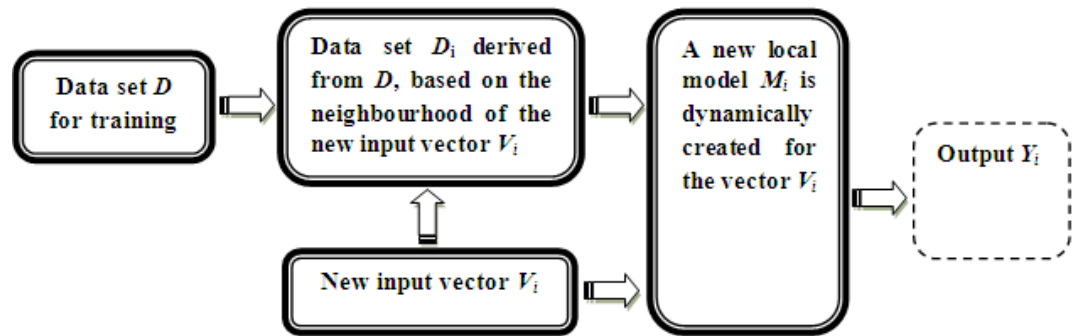 Data set D
for training
Data set Di derived
from D, based on the
neighbourhood of the
new input vector Vi
New input vector Vi
A new local
model Mi is
dynamically
created for
the vector Vi
Output Yi